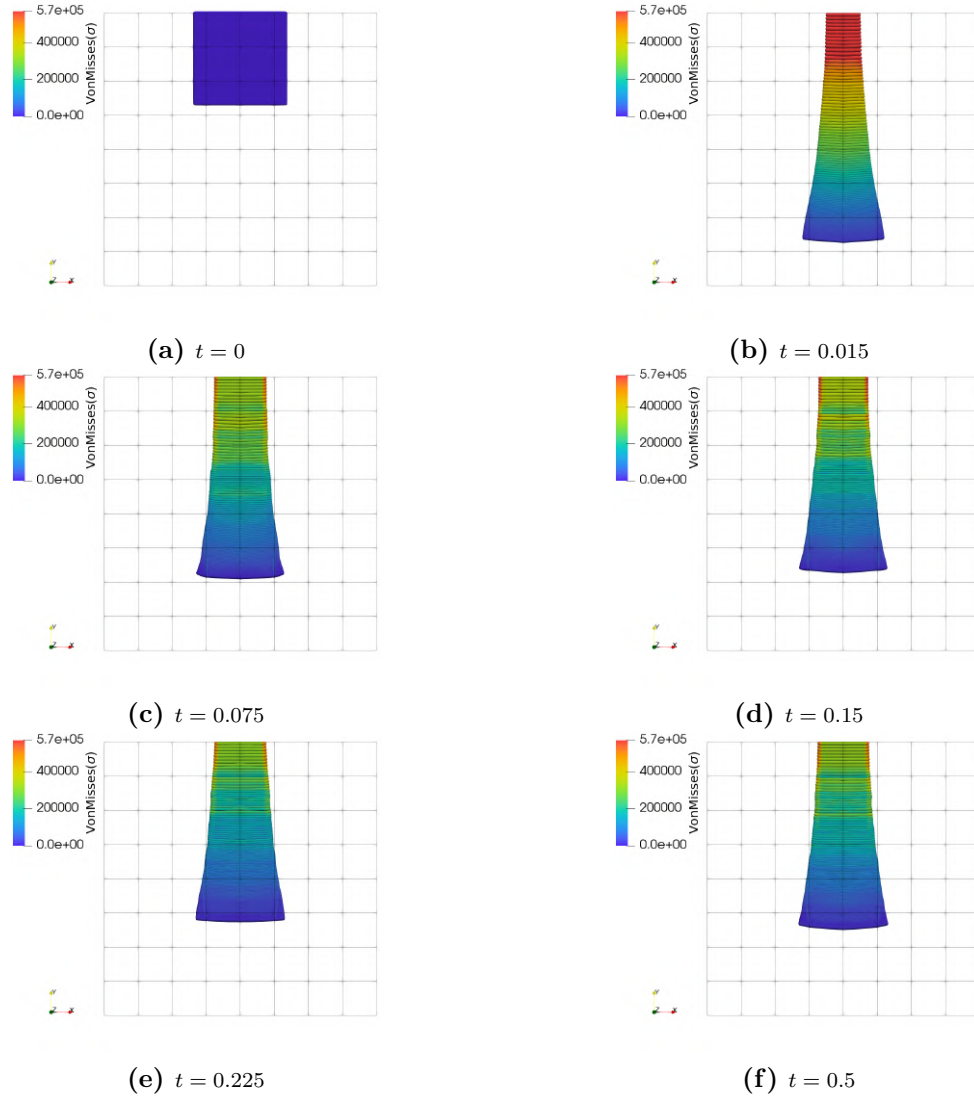 5.7e+05
400000
200000
0.0e+00
VonMisses(σ)
Y
Z
X
5.7e+05
400000
200000
0.0e+00
VonMisses(σ)
Y
Z
X
(a) t = 0
(b) t = 0.015
5.7e+05
400000
200000
0.0e+00
VonMisses(σ)
Y
Z
X
5.7e+05
400000
200000
0.0e+00
VonMisses(σ)
Y
Z
X
(c) t = 0.075
(d) t = 0.15
5.7e+05
400000
200000
0.0e+00
VonMisses(σ)
Y
Z
X
5.7e+05
400000
200000
0.0e+00
VonMisses(σ)
Y
Z
X
(e) t = 0.225
(f) t = 0.5